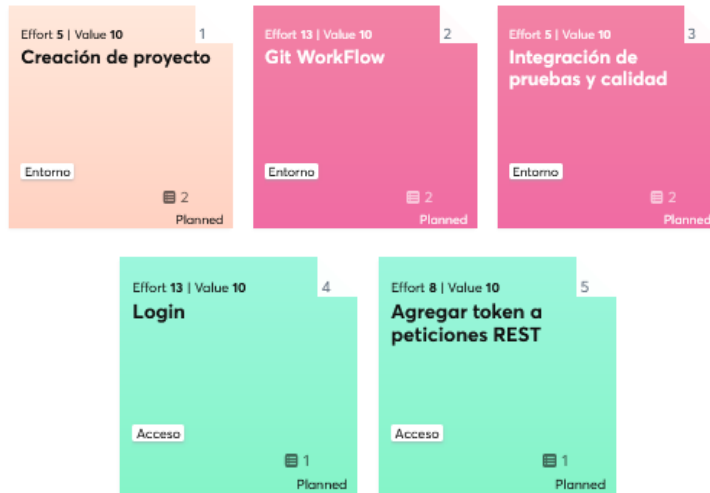 Effort 5 | Value 10
1
Creación de proyecto
Entorno
2
Planned
Effort 13 | Value 10
2
Git WorkFlow
Entorno
2
Planned
Effort 5 | Value 10
3
Integración de
pruebas y calidad
Entorno
2
Planned
Effort 13 | Value 10
4
Login
Acceso
1
Planned
Effort 8 | Value 10
5
Agregar token a
peticiones REST
Acceso
1
Planned